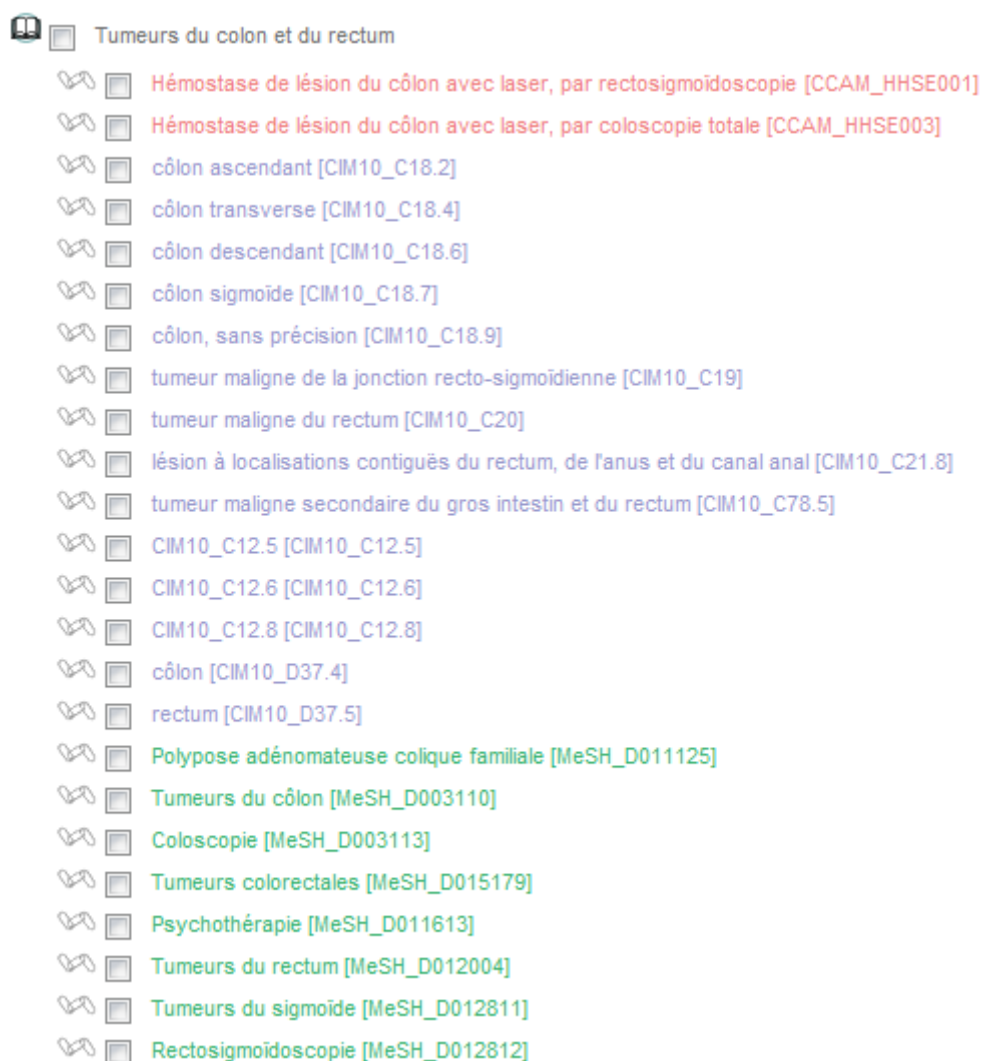 Tumeurs du colon et du rectum
Hémostase de lésion du côlon avec laser, par rectosigmoïdoscopie [CCAM_HHSE001]
Hémostase de lésion du côlon avec laser, par coloscopie totale [CCAM_HHSE003]
côlon ascendant [CIM10_C18.2]
côlon transverse [CIM10_C18.4]
côlon descendant [CIM10_C18.6]
côlon sigmoïde [CIM10_C18.7]
côlon, sans précision [CIM10_C18.9]
tumeur maligne de la jonction recto-sigmoïdienne [CIM10_C19]
tumeur maligne du rectum [CIM10_C20]
lésion à localisations contiguës du rectum, de l'anus et du canal anal [CIM10_C21.8]
tumeur maligne secondaire du gros intestin et du rectum [CIM10_C78.5]
CIM10_C12.5 [CIM10_C12.5]
CIM10_C12.6 [CIM10_C12.6]
CIM10_C12.8 [CIM10_C12.8]
côlon [CIM10_D37.4]
rectum [CIM10_D37.5]
Polypose adénomateuse colique familiale [MeSH_D011125]
Tumeurs du côlon [MeSH_D003110]
Coloscopie [MeSH_D003113]
Tumeurs colorectales [MeSH_D015179]
Psychothérapie [MeSH_D011613]
Tumeurs du rectum [MeSH_D012004]
Tumeurs du sigmoïde [MeSH_D012811]
Rectosigmoïdoscopie [MeSH_D012812]